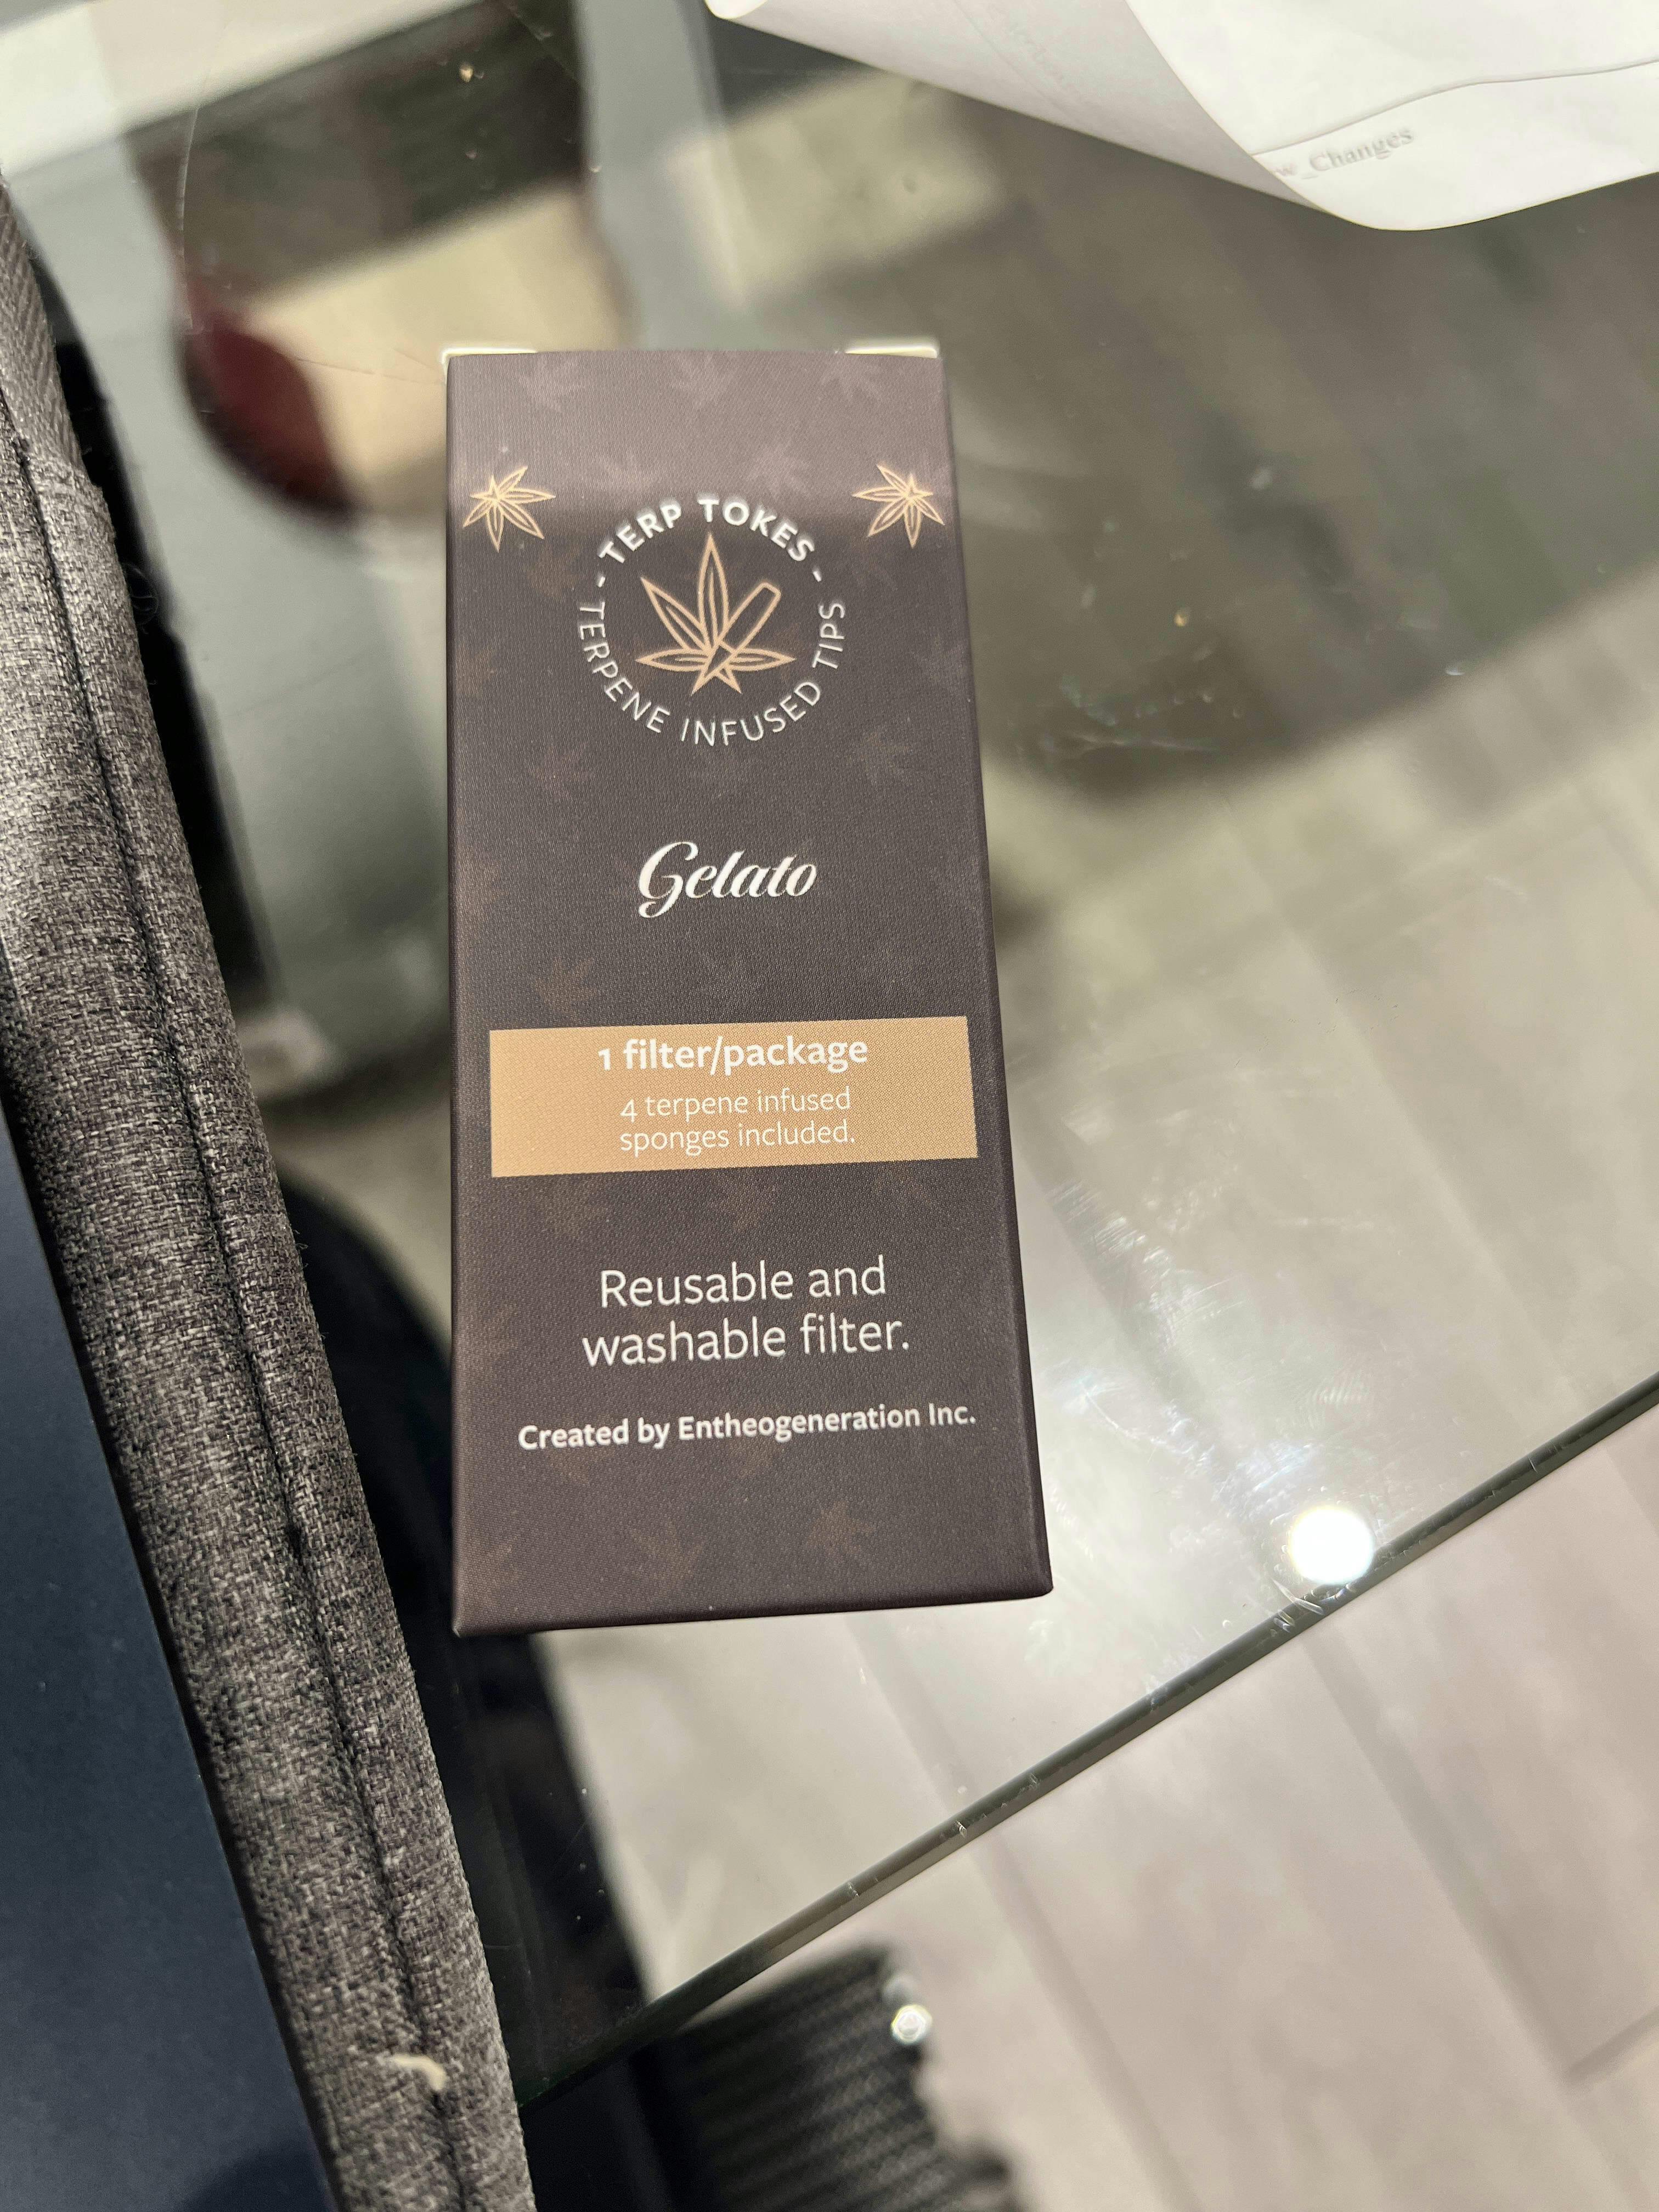 w_Changes
- TERP TOKES -
TERPENE INFUSED TIPS
Gelato
1 filter/package
4 terpene infused
sponges included.
Reusable and
washable filter.
Created by Entheogeneration Inc.